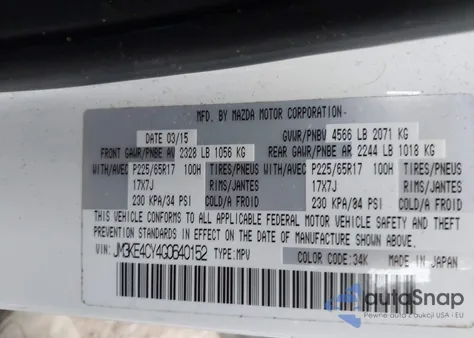 MFD. BY MAZDA MOTOR CORPORATION-
DATE 03/15 GVWR/PNBV 4566 LB 2071 KG
FRONT GAWR/PNBE AV 2328 LB 1056 KG REAR GAWR/PNBE AR 2244 LB 1018 KG
WITH/AVEC P225/65R17 100H TIRES/PNEUS WITH/AVEC P225/65R17 100H TIRES/PNEUS
17X7J RIMS/JANTES 17X7J RIMS/JANTES
230 KPA/34 PSI COLD/A FROID 230 KPA/34 PSI COLD/A FROID
THIS VEHICLE CONFORMS TO ALL APPLICABLE FEDERAL MOTOR VEHICLE SAFETY AND THEFT
PREVENTION STANDARDS IN EFFECT ON THE DATE OF MANUFACTURE SHOWN ABOVE.
VIN: JM3KE4CY4G0640152 TYPE: MPV COLOR CODE: 34K MADE IN JAPAN
autoSnap
Pewne auta z aukcji USA i EU